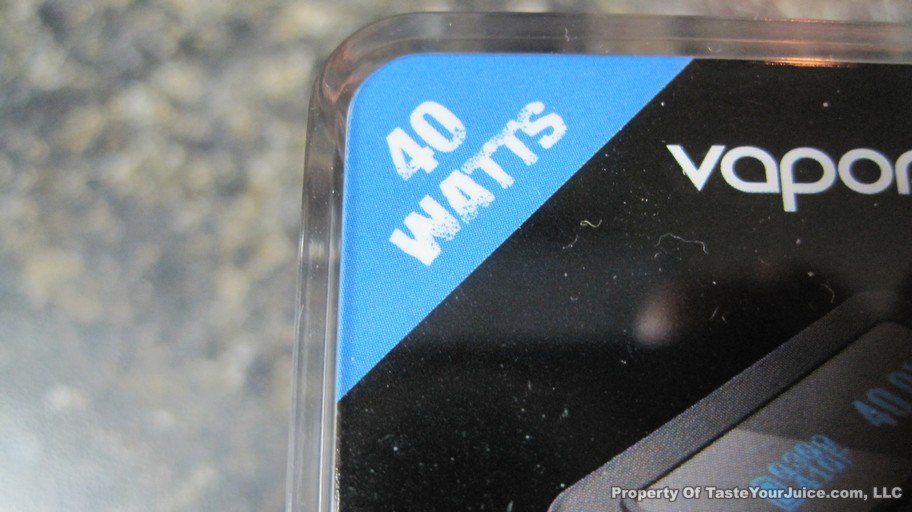 40
WATTS
vapor
Property Of TasteYourJuice.com, LLC